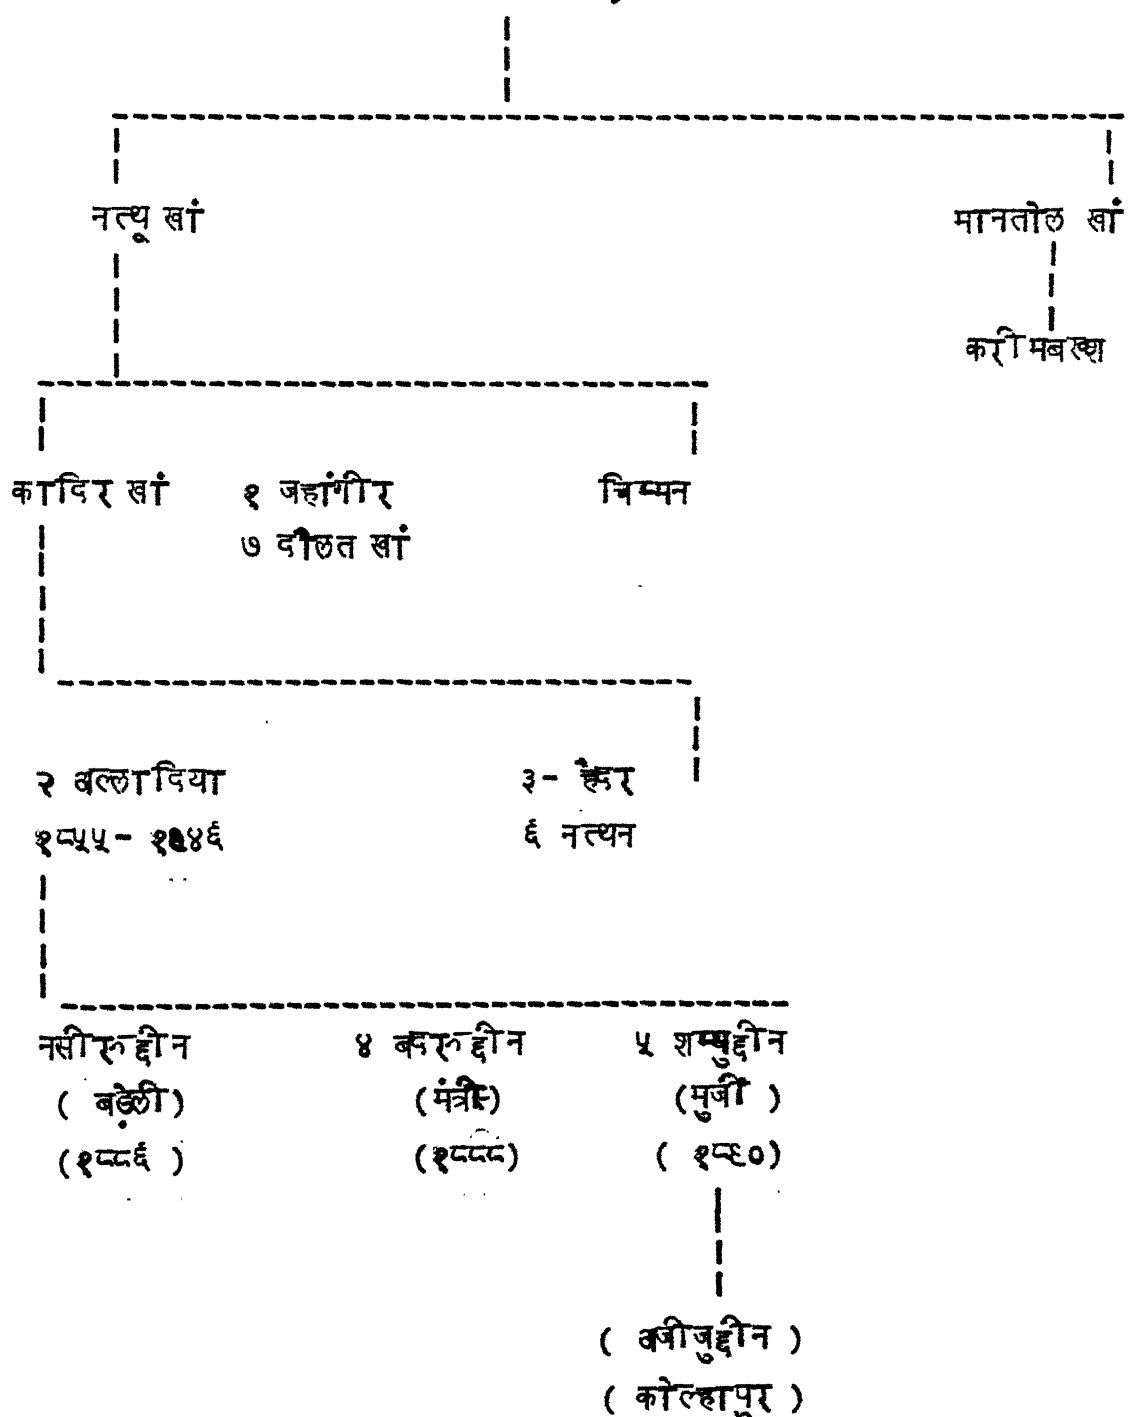 नत्थू खां मानतोल खां
करीमबख्श
कादिर खां १ जहांगीर चिम्मन
७ दौलत खां
२ अल्लादिया ३- हैदर
१८५५- १९४६ ६ नत्थन
नसीरूद्दीन ४ बदरूद्दीन ५ शम्सुद्दीन
( बड़ेली) (मंत्री) (मुर्जी )
(१८८६ ) (१८८८) ( १८९०)
( अजीजुद्दीन )
( कोल्हापुर )